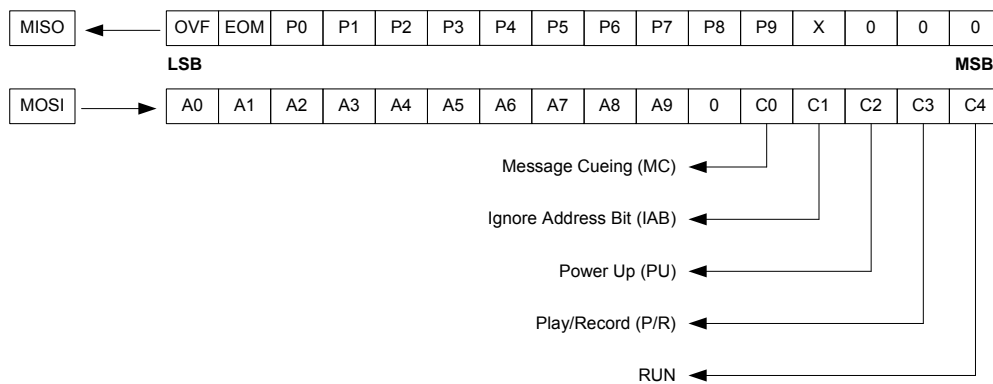 MISO OVF EOM P0 P1 P2 P3 P4 P5 P6 P7 P8 P9 X 0 0 0
LSB MSB
MOSI A0 A1 A2 A3 A4 A5 A6 A7 A8 A9 0 C0 C1 C2 C3 C4
Message Cueing (MC)
Ignore Address Bit (IAB)
Power Up (PU)
Play/Record (P/R)
RUN